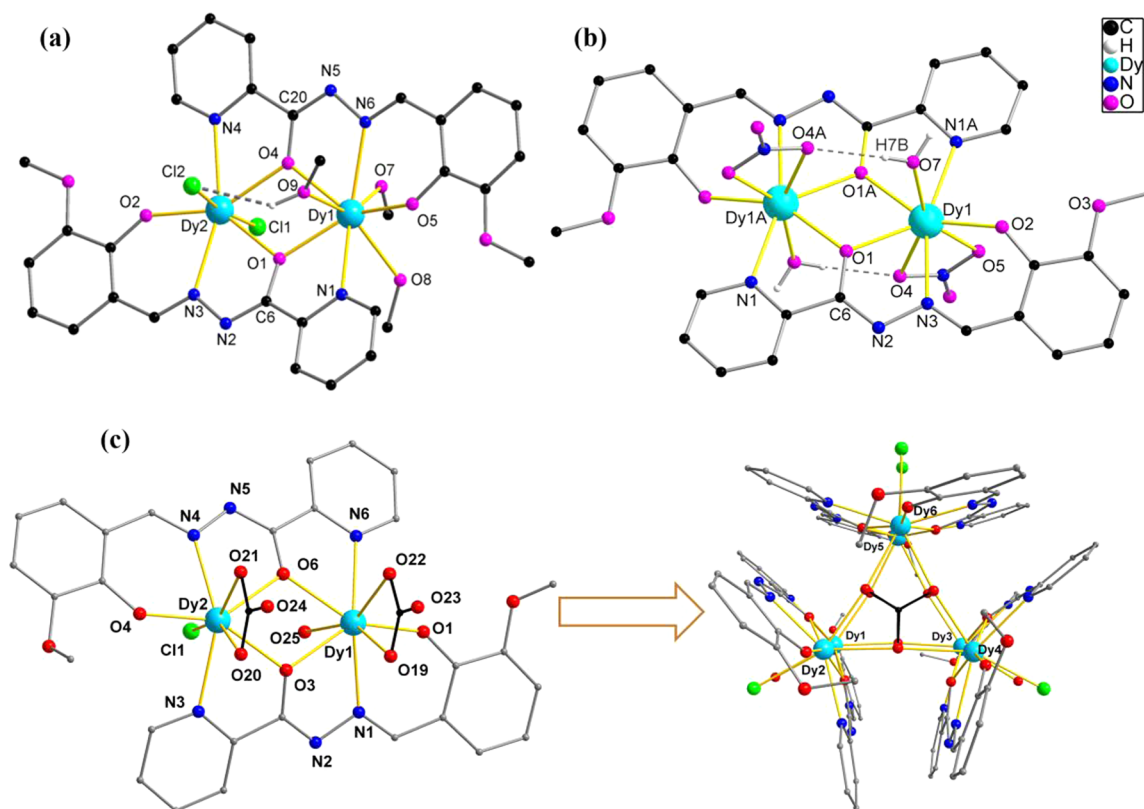 (a)
N5
C20
N6
N4
O4
Cl2
O9
O7
O2
Dy1
O5
Dy2
Cl1
O1
O8
N3
N1
C6
N2
(b)
C
H
Dy
N
O
O4A
H7B
N1A
O7
O1A
Dy1A
Dy1
O3
O2
O1
O5
N1
O4
C6
N3
N2
(c)
N5
N4
N6
O21
O6
O22
Dy2
O24
O23
O4
O25
O1
Cl1
Dy1
O20
O19
O3
N3
N1
N2
Dy6
Dy5
Dy1
Dy3
Dy2
Dy4